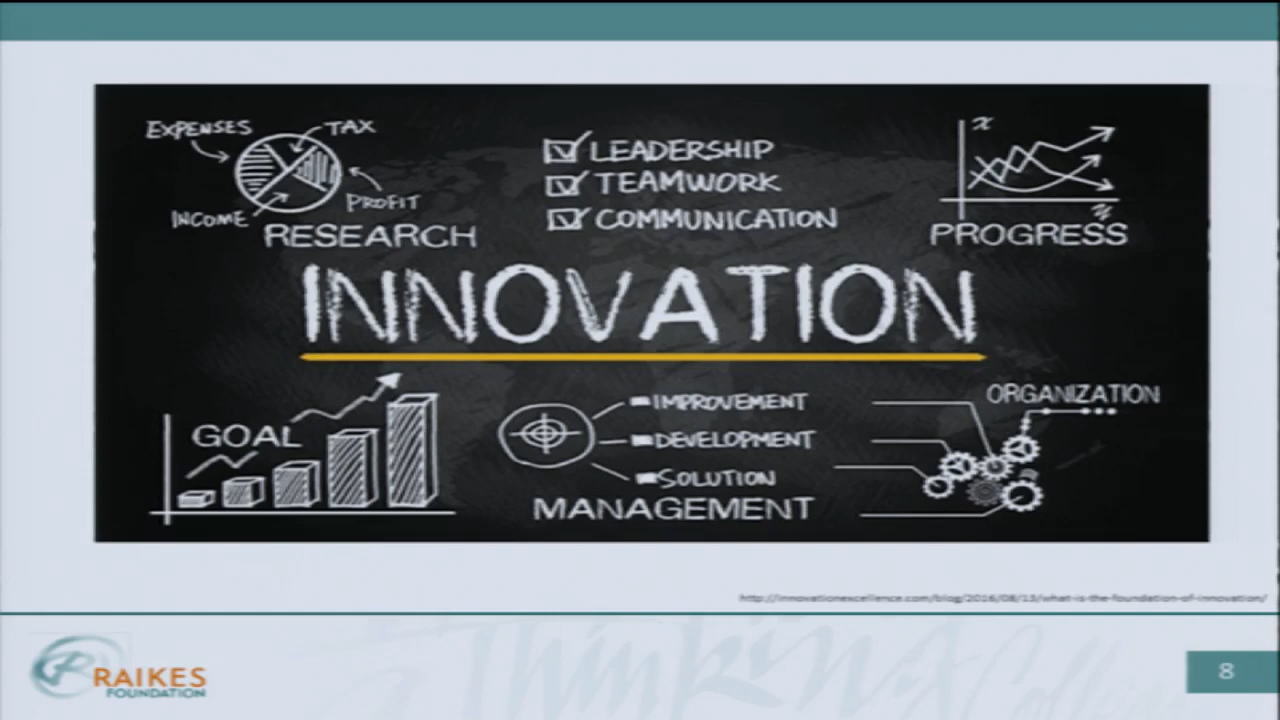 EXPENSES
TAX
INCOME
PROFIT
RESEARCH
LEADERSHIP
TEAMWORK
COMMUNICATION
x
PROGRESS
INNOVATION
GOAL
IMPROVEMENT
DEVELOPMENT
SOLUTION
MANAGEMENT
ORGANIZATION
http://innovationexcellence.com/blog/2016/08/13/what-is-the-foundation-of-innovation/
RAIKES
FOUNDATION
Thinking
8